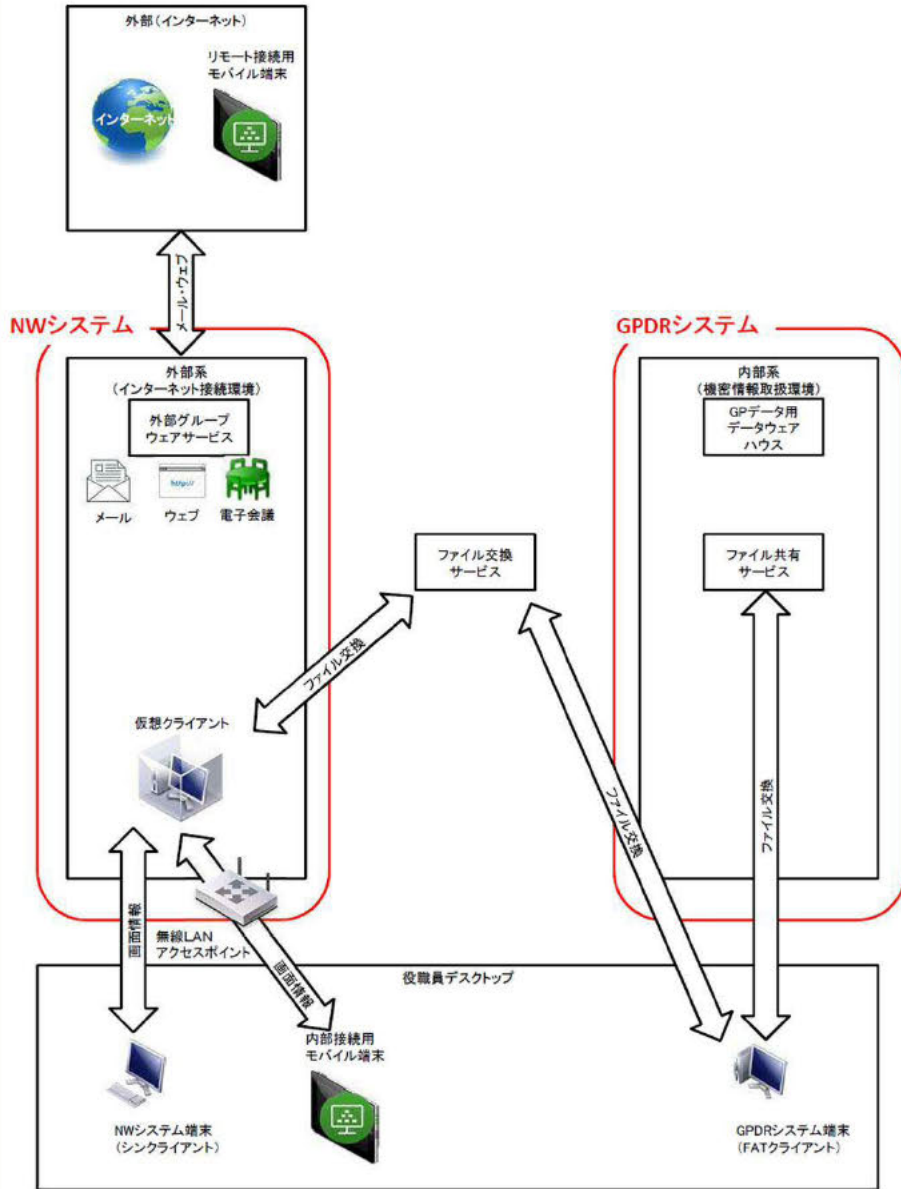 外部(インターネット)
リモート接続用
モバイル端末
インターネット
メール・ウェブ
NWシステム
GPDRシステム
外部系
(インターネット接続環境)
外部グループ
ウェアサービス
http://
メール
ウェブ
電子会議
内部系
(機密情報取扱環境)
GPデータ用
データウェア
ハウス
ファイル交換
サービス
ファイル共有
サービス
ファイル交換
仮想クライアント
ファイル交換
ファイル交換
画面情報
無線LAN
アクセスポイント
画面情報
役職員デスクトップ
内部接続用
モバイル端末
NWシステム端末
(シンクライアント)
GPDRシステム端末
(FATクライアント)